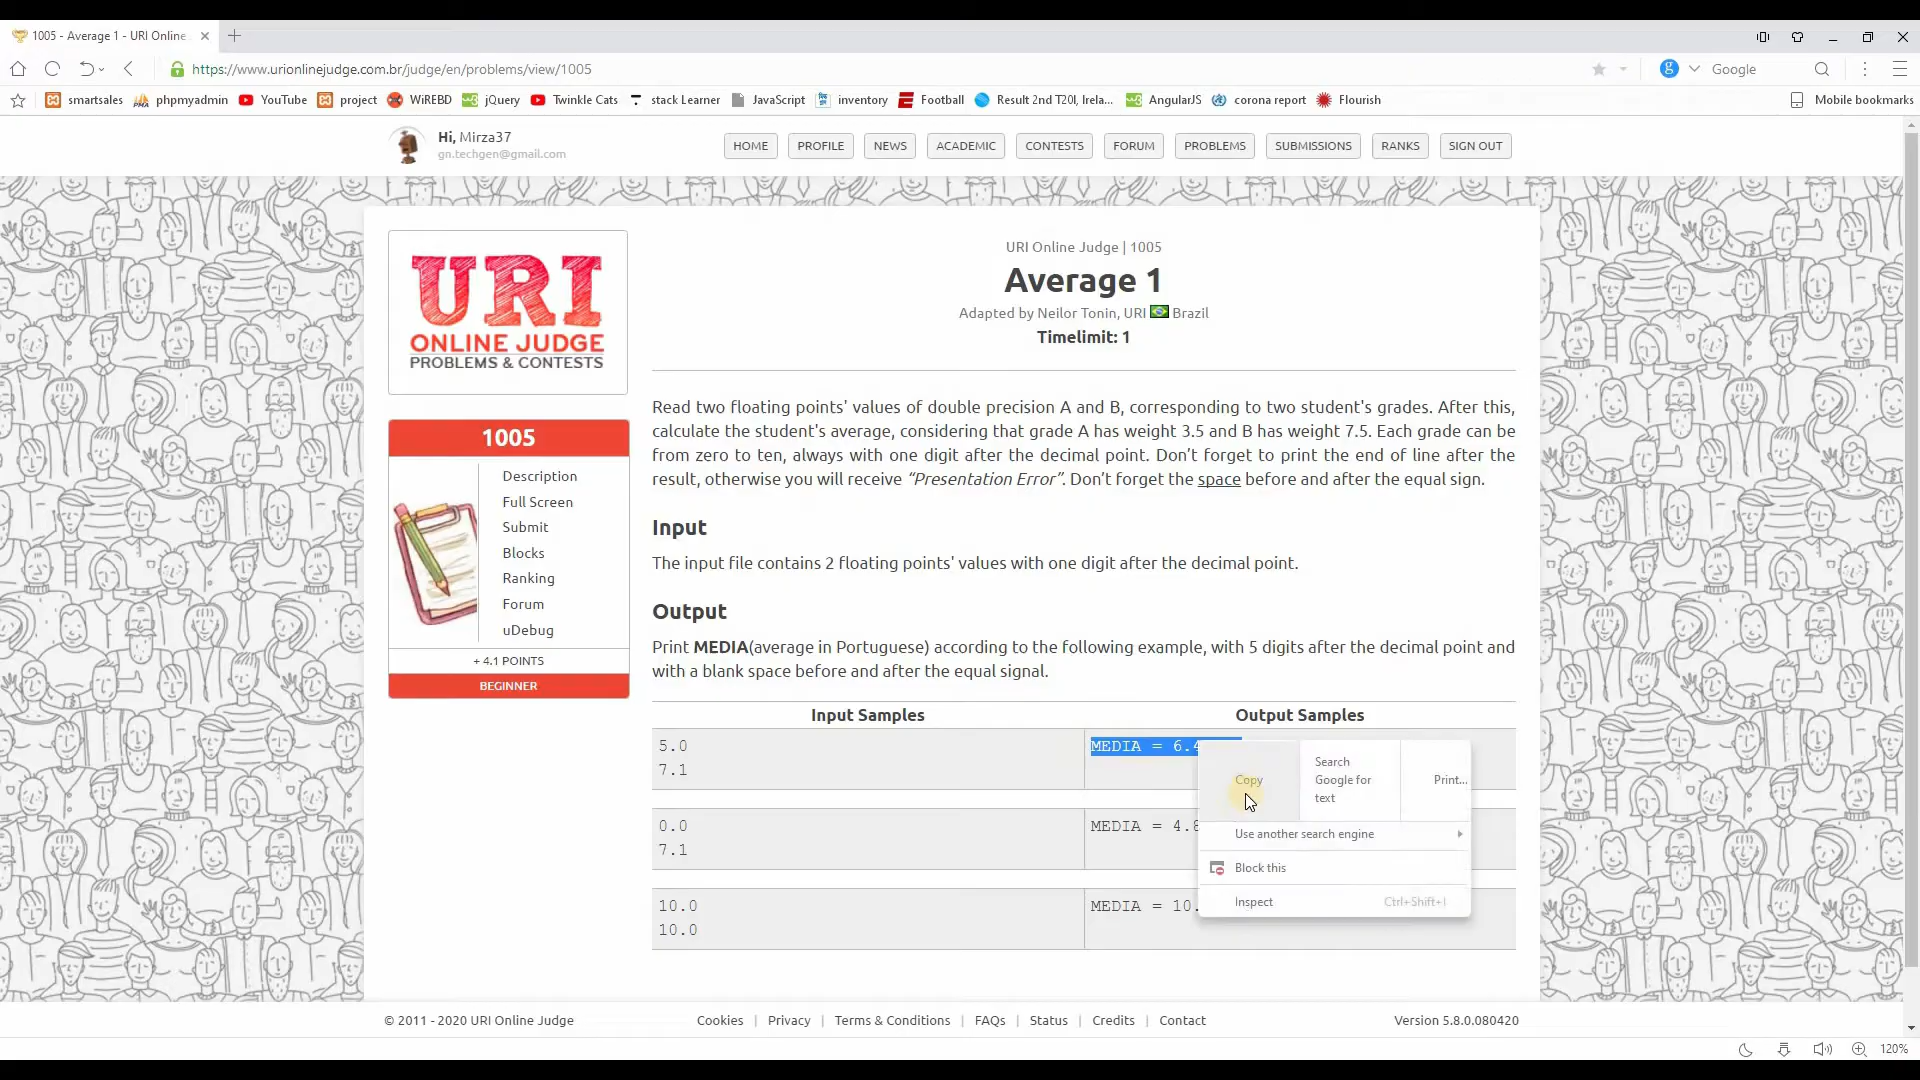 1005 - Average 1 - URI Online
https://www.urionlinejudge.com.br/judge/en/problems/view/1005
Google
smartsales
phpmyadmin
YouTube
project
WiREBD
jQuery
Twinkle Cats
stack Learner
JavaScript
inventory
Football
Result 2nd T20I, Irela...
AngularJS
corona report
Flourish
Mobile bookmarks
Hi, Mirza37
gn.techgen@gmail.com
HOME
PROFILE
NEWS
ACADEMIC
CONTESTS
FORUM
PROBLEMS
SUBMISSIONS
RANKS
SIGN OUT
URI
ONLINE JUDGE
PROBLEMS & CONTESTS
1005
Description
Full Screen
Submit
Blocks
Ranking
Forum
uDebug
+ 4.1 POINTS
BEGINNER
URI Online Judge | 1005
Average 1
Adapted by Neilor Tonin, URI Brazil
Timelimit: 1
Read two floating points' values of double precision A and B, corresponding to two student's grades. After this,
calculate the student's average, considering that grade A has weight 3.5 and B has weight 7.5. Each grade can be
from zero to ten, always with one digit after the decimal point. Don’t forget to print the end of line after the
result, otherwise you will receive “Presentation Error”. Don’t forget the space before and after the equal sign.
Input
The input file contains 2 floating points' values with one digit after the decimal point.
Output
Print MEDIA(average in Portuguese) according to the following example, with 5 digits after the decimal point and
with a blank space before and after the equal signal.
Input Samples
Output Samples
5.0
7.1
MEDIA = 6.4
0.0
7.1
MEDIA = 4.8
10.0
10.0
MEDIA = 10.
Copy
Search
Google for
text
Print...
Use another search engine
Block this
Inspect
Ctrl+Shift+I
© 2011 - 2020 URI Online Judge
Cookies
Privacy
Terms & Conditions
FAQs
Status
Credits
Contact
Version 5.8.0.080420
120%